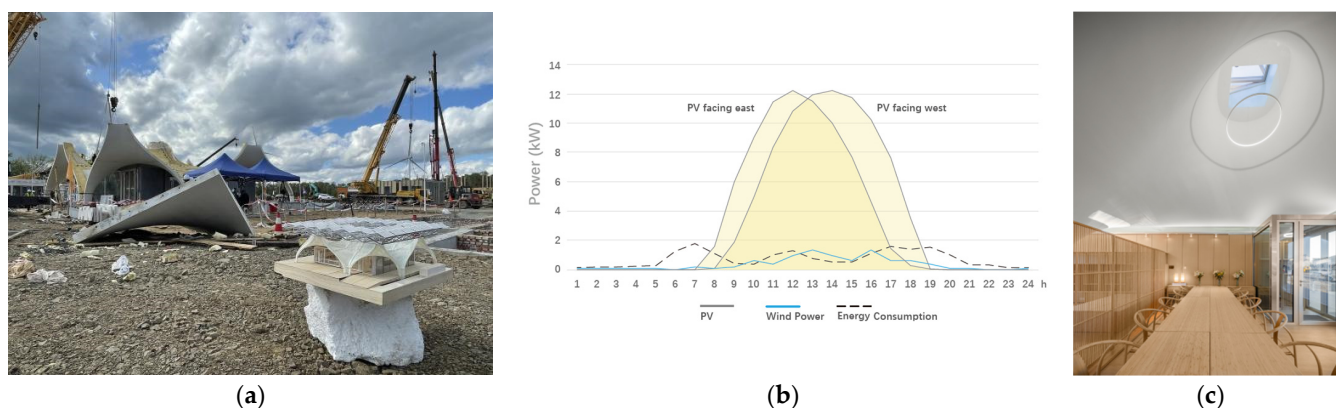 14
12
10
8
6
4
2
0
Power (kW)
PV facing east
PV facing west
1 2 3 4 5 6 7 8 9 10 11 12 13 14 15 16 17 18 19 20 21 22 23 24 h
PV Wind Power Energy Consumption
(a) (b) (c)